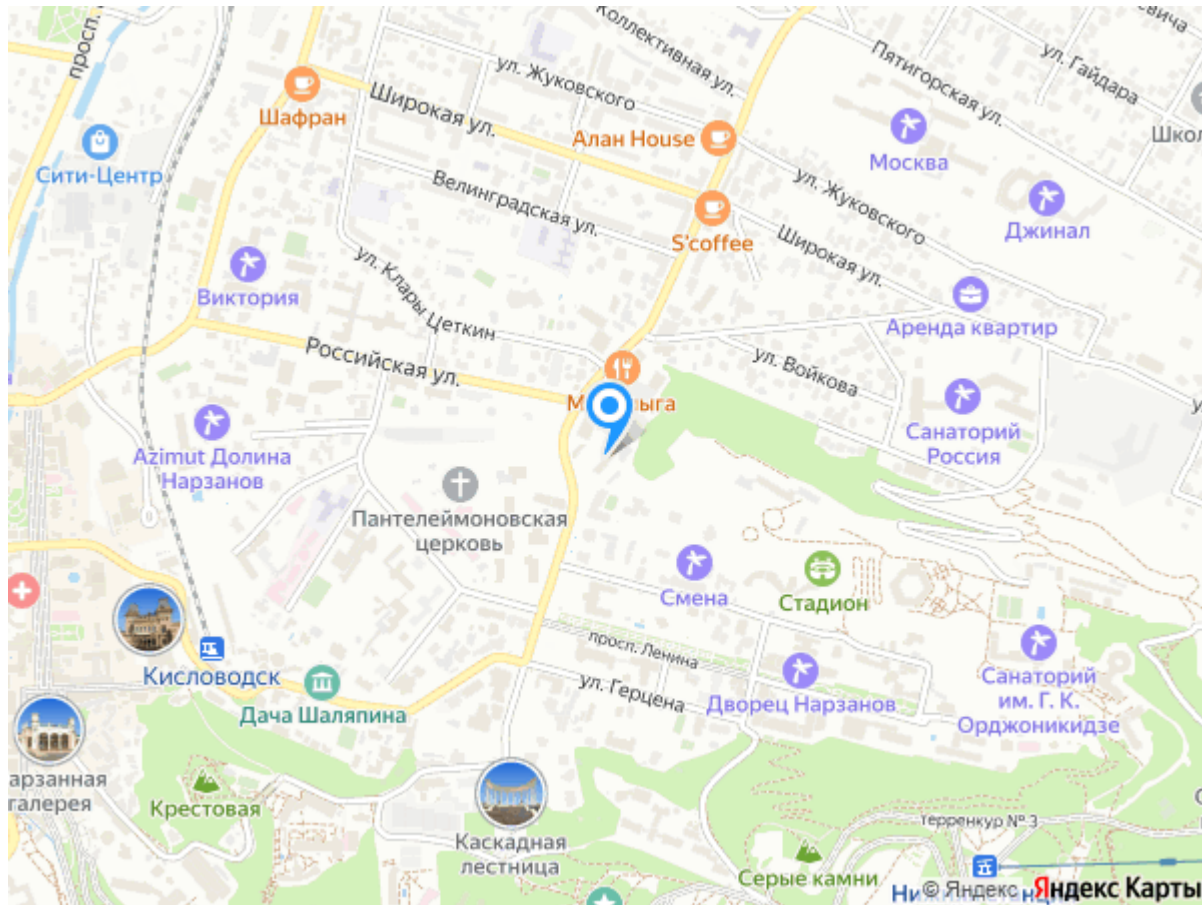 просп.
Коллективная ул.
ул. Гайдара
Пятигорская ул.
ул. Жуковского
Шафран
Широкая ул.
Алан House
Москва
Сити-Центр
Велинградская ул.
ул. Жуковского
Джинал
S'coffee
Широкая ул.
Виктория
ул. Клары Цеткин
Аренда квартир
Российская ул.
ул. Войкова
Azimut Долина
Нарзанов
Санаторий
Россия
Пантелеймоновская
церковь
Смена
Стадион
просп. Ленина
Кисловодск
Дача Шаляпина
ул. Герцена
Дворец Нарзанов
Санаторий
им. Г. К.
Орджоникидзе
арзанная
галерея
Крестовая
Каскадная
лестница
Терренкур № 3
Серые камни
© Яндекс Яндекс Карты